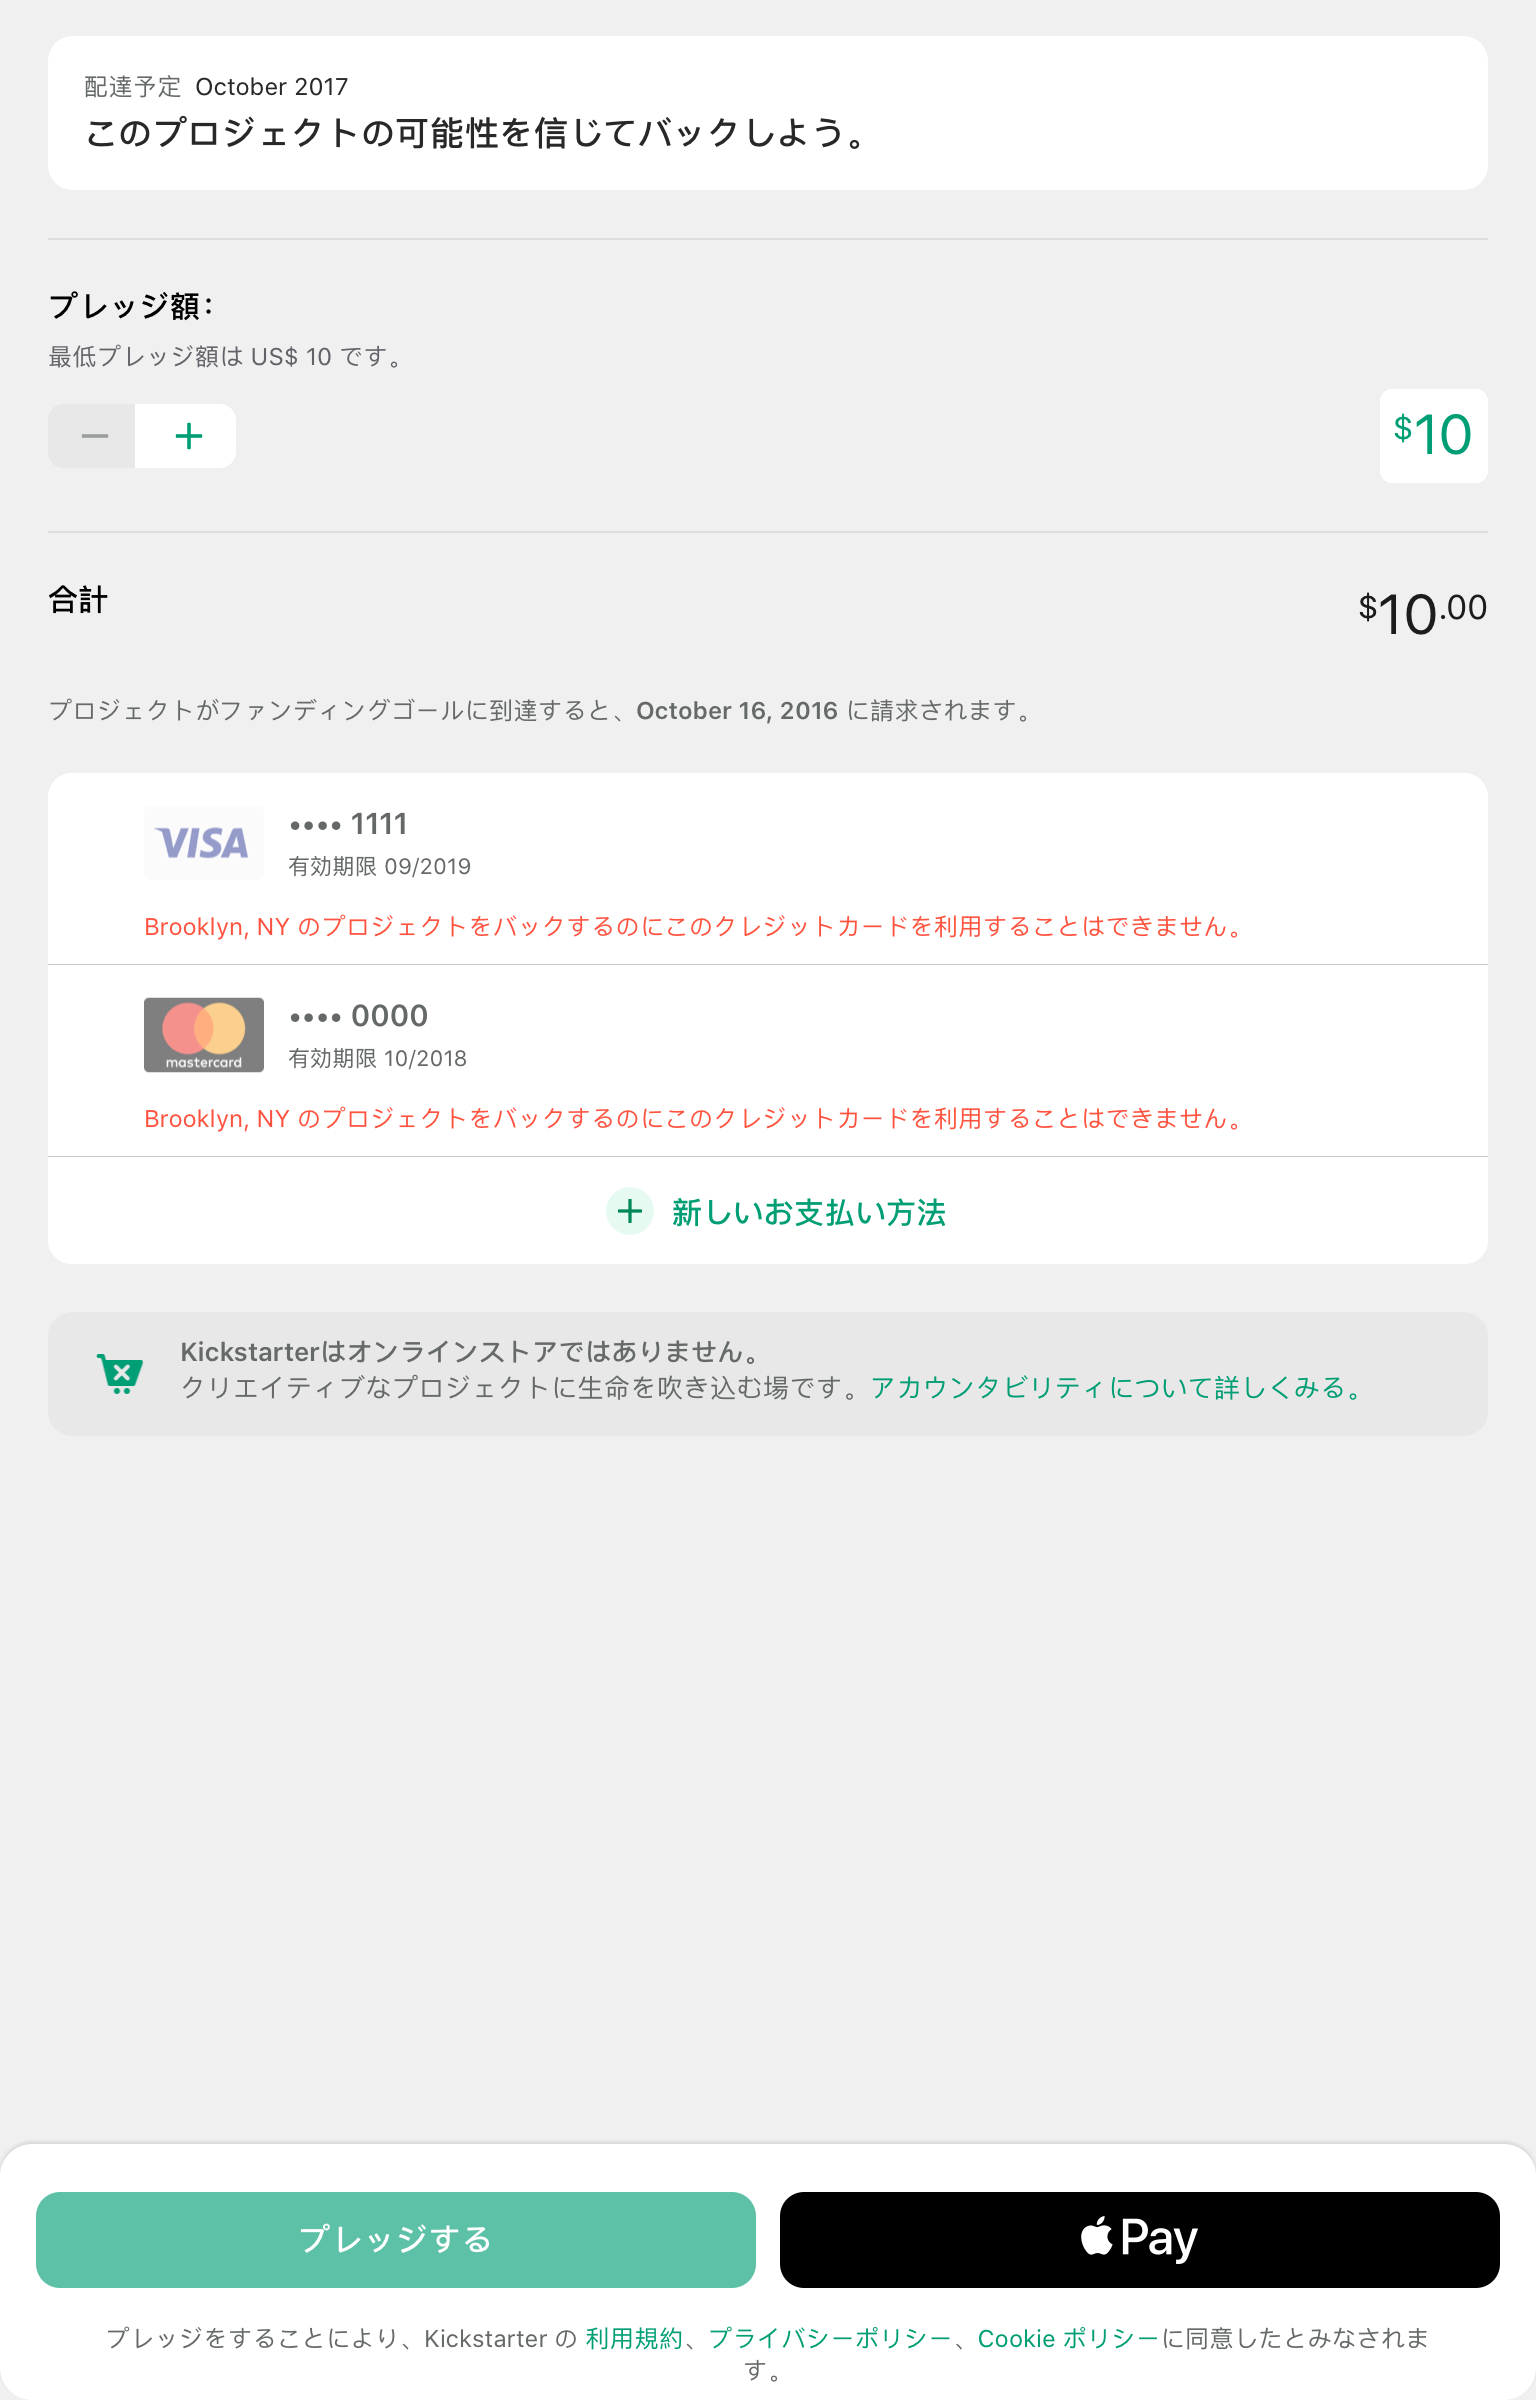 配達予定 October 2017
このプロジェクトの可能性を信じてバックしよう。
プレッジ額：
最低プレッジ額は US$ 10 です。
$10
合計
$10.00
プロジェクトがファンディングゴールに到達すると、October 16, 2016 に請求されます。
VISA •••• 1111
有効期限 09/2019
Brooklyn, NY のプロジェクトをバックするのにこのクレジットカードを利用することはできません。
•••• 0000
mastercard 有効期限 10/2018
Brooklyn, NY のプロジェクトをバックするのにこのクレジットカードを利用することはできません。
新しいお支払い方法
Kickstarterはオンラインストアではありません。
クリエイティブなプロジェクトに生命を吹き込む場です。アカウンタビリティについて詳しくみる。
プレッジする
Pay
プレッジをすることにより、Kickstarter の 利用規約、プライバシーポリシー、Cookie ポリシーに同意したとみなされま
す。